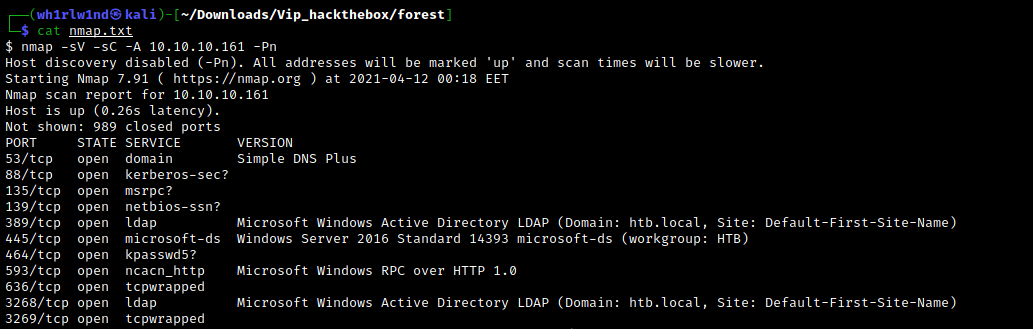 ┌──(wh1rlw1nd㉿kali)-[~/Downloads/Vip_hackthebox/forest]
└─$ cat nmap.txt
$ nmap -sV -sC -A 10.10.10.161 -Pn
Host discovery disabled (-Pn). All addresses will be marked 'up' and scan times will be slower.
Starting Nmap 7.91 ( https://nmap.org ) at 2021-04-12 00:18 EET
Nmap scan report for 10.10.10.161
Host is up (0.26s latency).
Not shown: 989 closed ports
PORT     STATE SERVICE       VERSION
53/tcp   open  domain        Simple DNS Plus
88/tcp   open  kerberos-sec?
135/tcp  open  msrpc?
139/tcp  open  netbios-ssn?
389/tcp  open  ldap          Microsoft Windows Active Directory LDAP (Domain: htb.local, Site: Default-First-Site-Name)
445/tcp  open  microsoft-ds  Windows Server 2016 Standard 14393 microsoft-ds (workgroup: HTB)
464/tcp  open  kpasswd5?
593/tcp  open  ncacn_http    Microsoft Windows RPC over HTTP 1.0
636/tcp  open  tcpwrapped
3268/tcp open  ldap          Microsoft Windows Active Directory LDAP (Domain: htb.local, Site: Default-First-Site-Name)
3269/tcp open  tcpwrapped